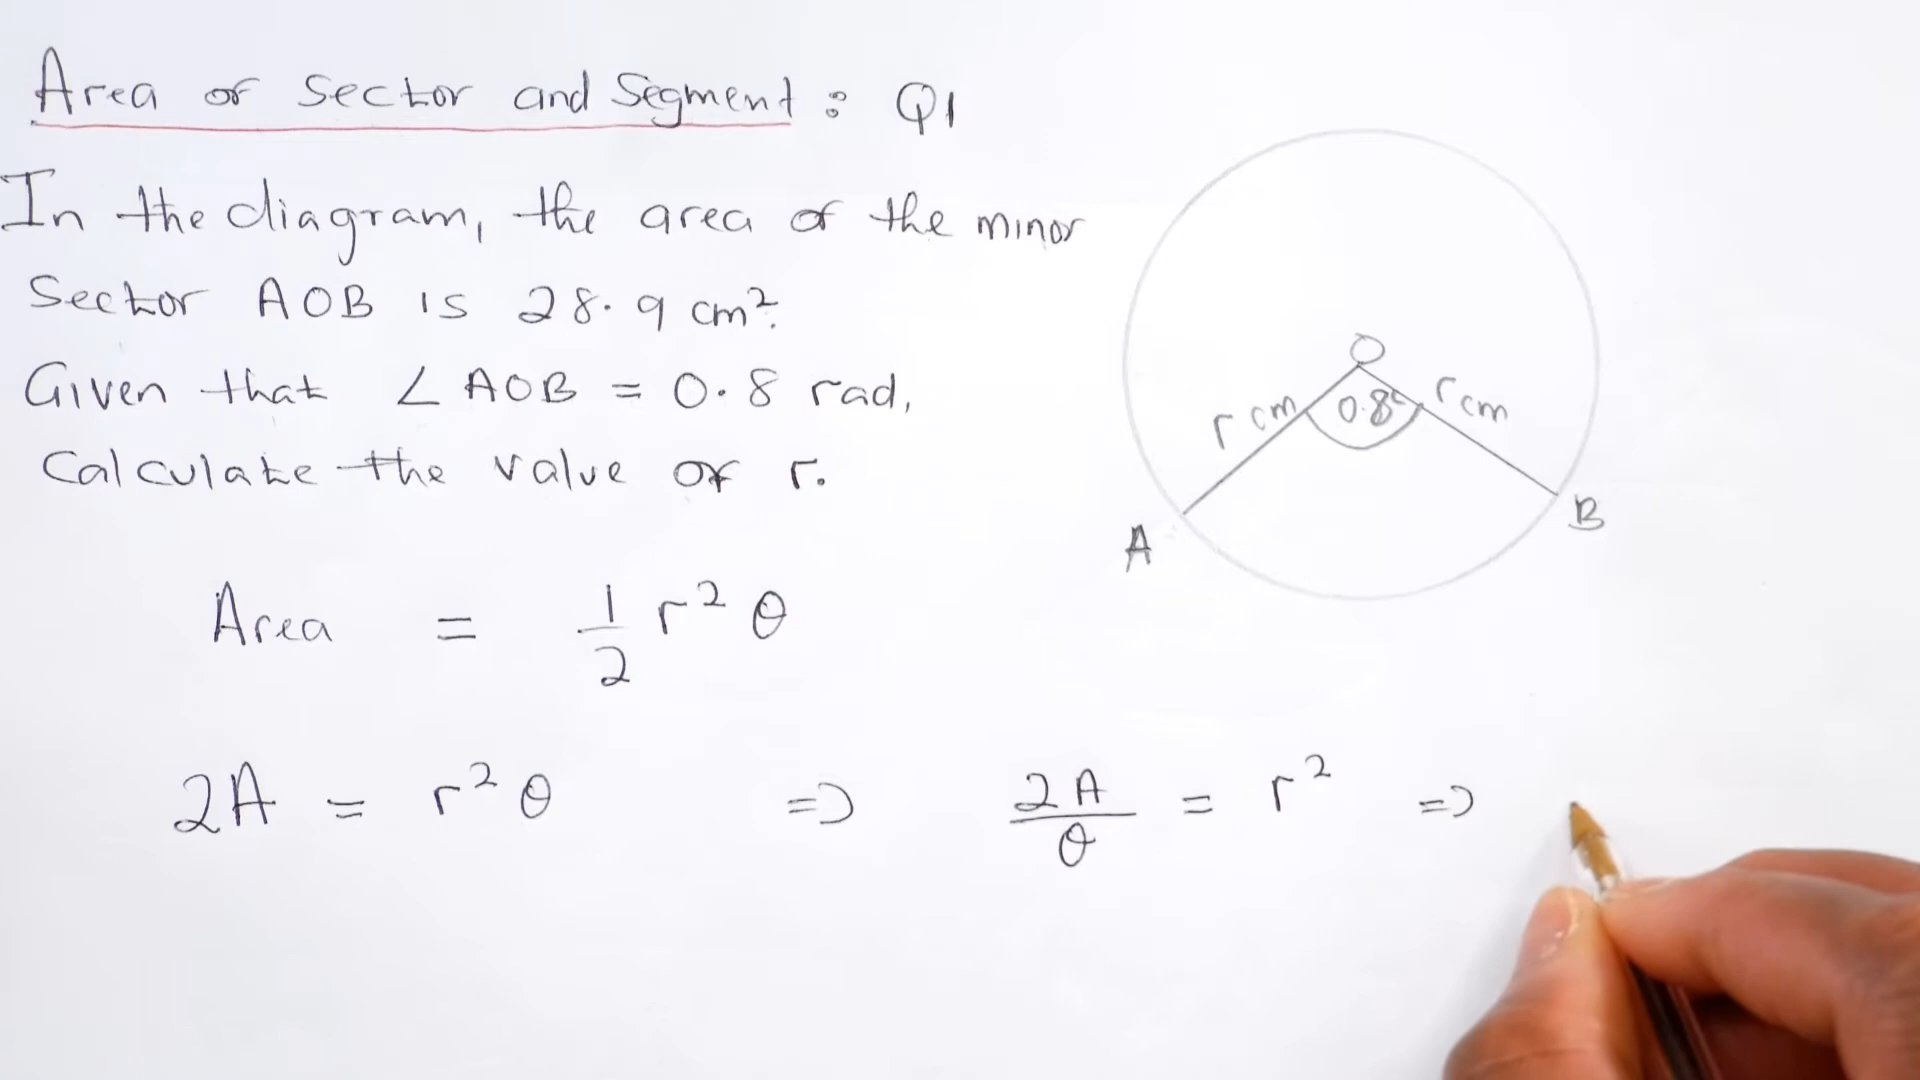 Area of Sector and Segment : Q1
In the diagram, the area of the minor
Sector AOB is 28.9 cm².
Given that ∠AOB = 0.8 rad,
Calculate the value of r.
O
r cm
0.8ᶜ
r cm
A
B
Area = 1/2 r² θ
2A = r² θ => 2A/θ = r² =>